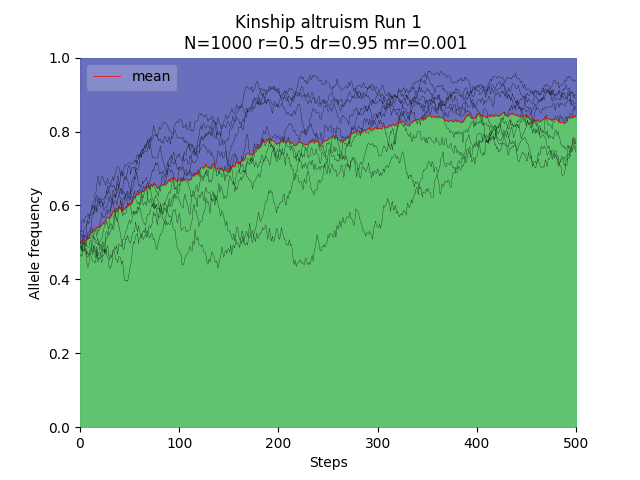 Kinship altruism Run 1
N=1000 r=0.5 dr=0.95 mr=0.001
mean
1.0
0.8
0.6
0.4
0.2
0.0
Allele frequency
0 100 200 300 400 500
Steps